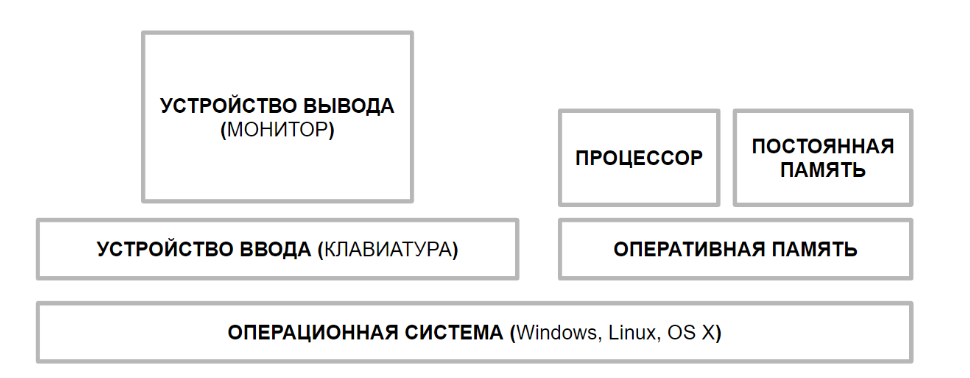 УСТРОЙСТВО ВЫВОДА
(МОНИТОР)
ПРОЦЕССОР
ПОСТОЯННАЯ
ПАМЯТЬ
УСТРОЙСТВО ВВОДА (КЛАВИАТУРА)
ОПЕРАТИВНАЯ ПАМЯТЬ
ОПЕРАЦИОННАЯ СИСТЕМА (Windows, Linux, OS X)